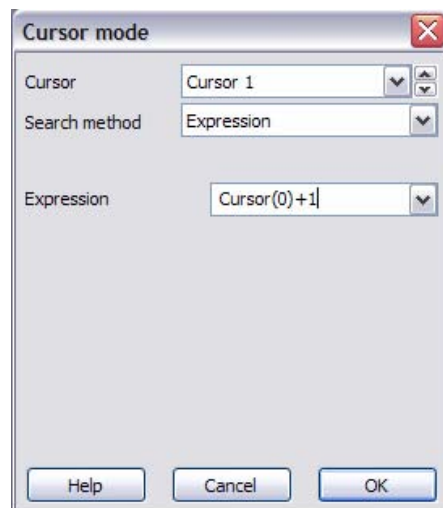 Cursor mode
Cursor Cursor 1
Search method Expression
Expression Cursor(0)+1
Help Cancel OK